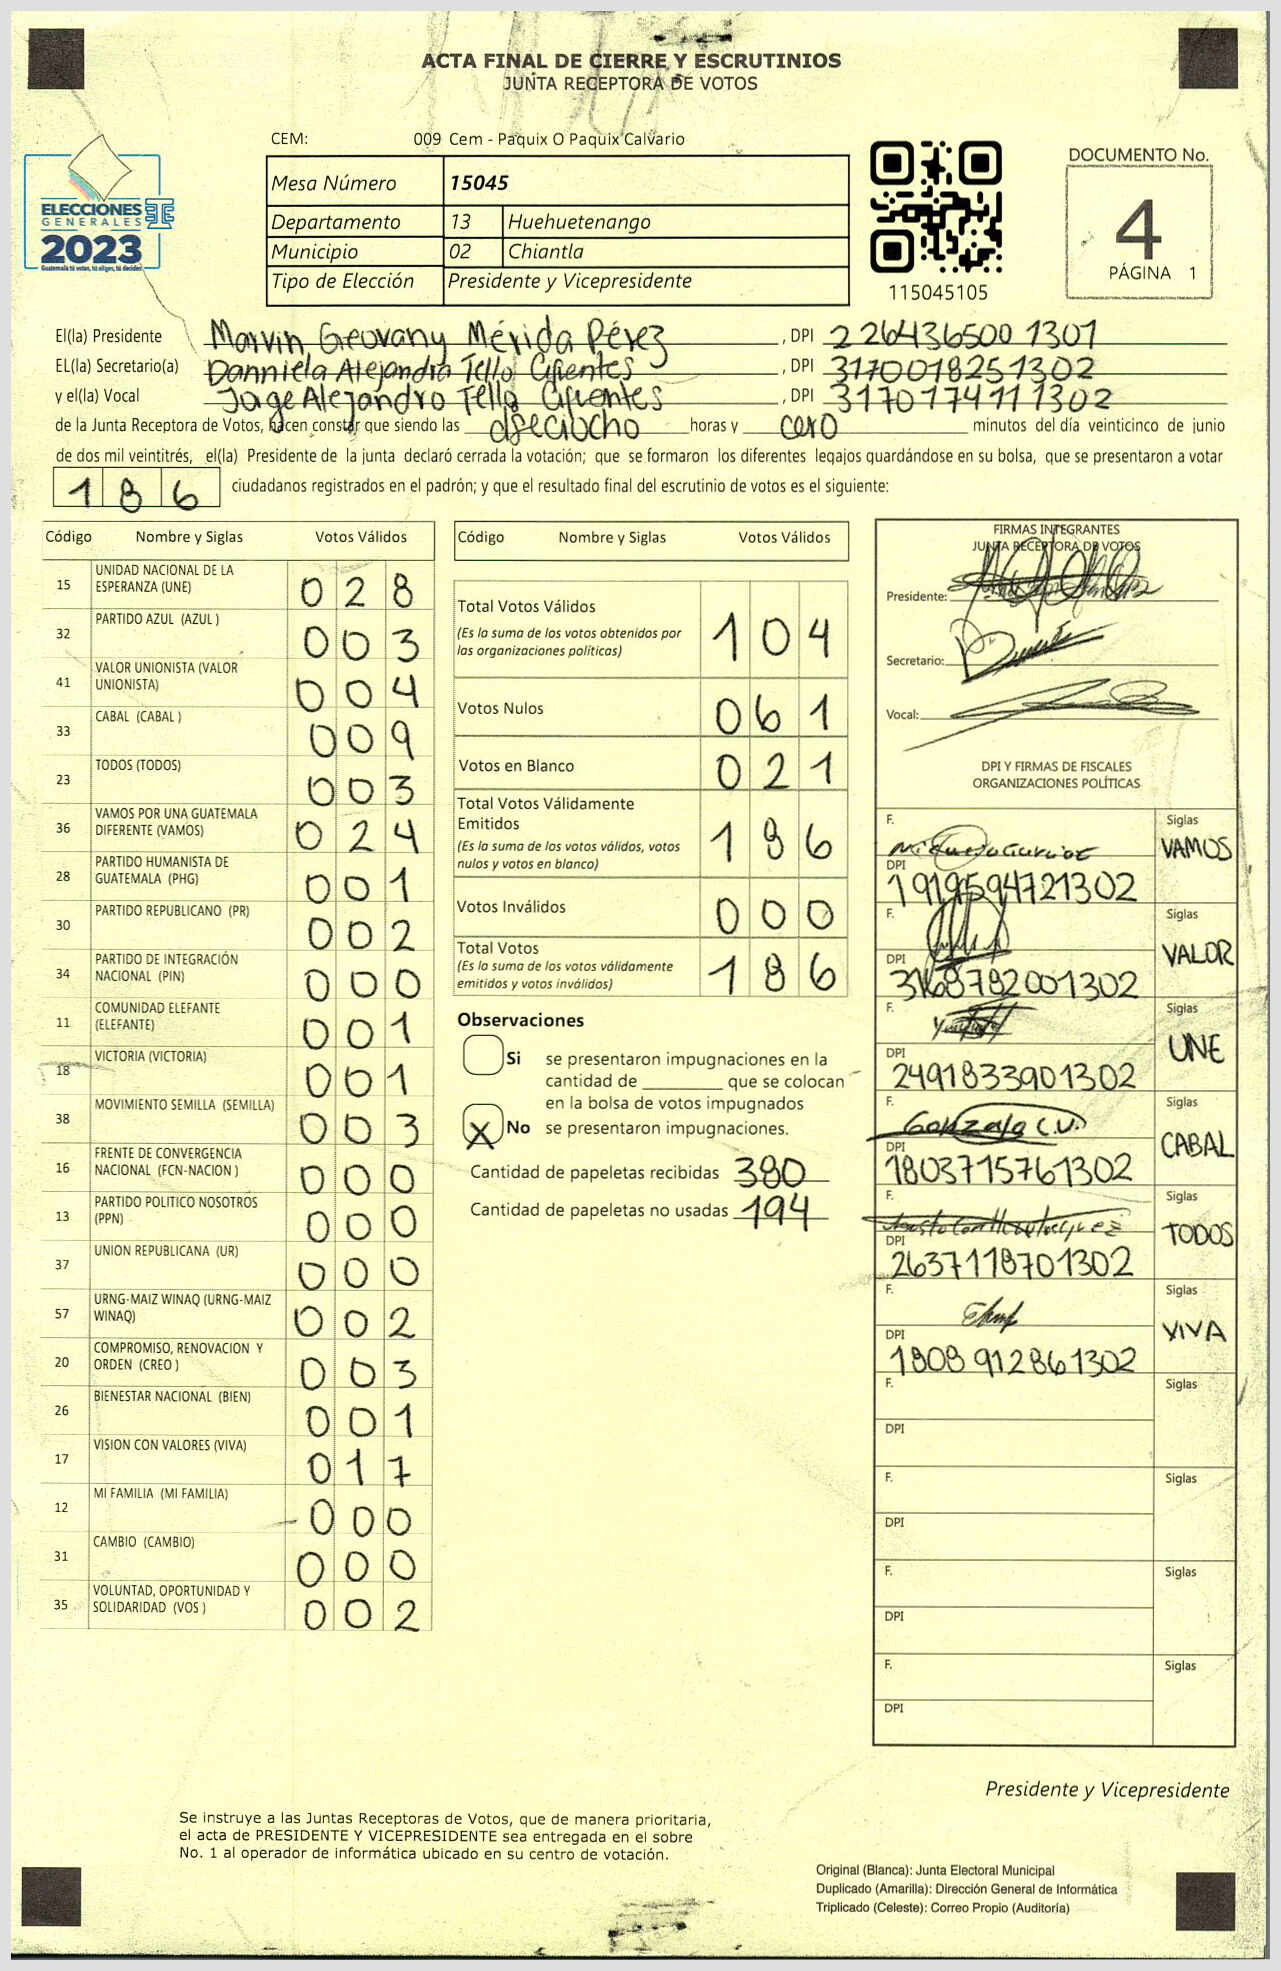 ACTA FINAL DE CIERRE Y ESCRUTINIOS
JUNTA RECEPTORA DE VOTOS
CEM: 009 Cem - Paquix O Paquix Calvario
ELECCIONES
GENERALES
2023
Guatemala tú votas, tú eliges, tú decides
Mesa Número 15045
Departamento 13 Huehuetenango
Municipio 02 Chiantla
Tipo de Elección Presidente y Vicepresidente
115045105
DOCUMENTO No.
4
PÁGINA 1
El(la) Presidente Marvin Geovany Mérida Pérez, DPI 2264365001301
EL(la) Secretario(a) Danniela Alejandra Tello Cifuentes, DPI 3170018251302
y el(la) Vocal Jorge Alejandro Tello Cifuentes, DPI 3170174111302
de la Junta Receptora de Votos, hacen constar que siendo las dieciocho horas y cero minutos del día veinticinco de junio
de dos mil veintitrés, el(la) Presidente de la junta declaró cerrada la votación; que se formaron los diferentes legajos guardándose en su bolsa, que se presentaron a votar
186 ciudadanos registrados en el padrón; y que el resultado final del escrutinio de votos es el siguiente:
Código Nombre y Siglas Votos Válidos
15 UNIDAD NACIONAL DE LA ESPERANZA (UNE) 028
32 PARTIDO AZUL (AZUL ) 003
41 VALOR UNIONISTA (VALOR UNIONISTA) 004
33 CABAL (CABAL ) 009
23 TODOS (TODOS) 003
36 VAMOS POR UNA GUATEMALA DIFERENTE (VAMOS) 024
28 PARTIDO HUMANISTA DE GUATEMALA (PHG) 001
30 PARTIDO REPUBLICANO (PR) 002
34 PARTIDO DE INTEGRACIÓN NACIONAL (PIN) 000
11 COMUNIDAD ELEFANTE (ELEFANTE) 001
18 VICTORIA (VICTORIA) 001
38 MOVIMIENTO SEMILLA (SEMILLA) 003
16 FRENTE DE CONVERGENCIA NACIONAL (FCN-NACION ) 000
13 PARTIDO POLITICO NOSOTROS (PPN) 000
37 UNION REPUBLICANA (UR) 000
57 URNG-MAIZ WINAQ (URNG-MAIZ WINAQ) 002
20 COMPROMISO, RENOVACION Y ORDEN (CREO ) 003
26 BIENESTAR NACIONAL (BIEN) 001
17 VISION CON VALORES (VIVA) 017
12 MI FAMILIA (MI FAMILIA) 000
31 CAMBIO (CAMBIO) 000
35 VOLUNTAD, OPORTUNIDAD Y SOLIDARIDAD (VOS ) 002
Código Nombre y Siglas Votos Válidos
Total Votos Válidos 104
(Es la suma de los votos obtenidos por
las organizaciones políticas)
Votos Nulos 061
Votos en Blanco 021
Total Votos Válidamente
Emitidos 186
(Es la suma de los votos válidos, votos
nulos y votos en blanco)
Votos Inválidos 000
Total Votos 186
(Es la suma de los votos válidamente
emitidos y votos inválidos)
Observaciones
Si se presentaron impugnaciones en la
cantidad de ________ que se colocan
en la bolsa de votos impugnados
X No se presentaron impugnaciones.
Cantidad de papeletas recibidas 380
Cantidad de papeletas no usadas 194
FIRMAS INTEGRANTES
JUNTA RECEPTORA DE VOTOS
Presidente:
Secretario:
Vocal:
DPI Y FIRMAS DE FISCALES
ORGANIZACIONES POLÍTICAS
F. Siglas VAMOS
DPI 1919594721302
F. Siglas VALOR
DPI 3168782001302
F. Siglas UNE
DPI 2491833901302
F. Gonzalo C.V. Siglas CABAL
DPI 1803715761302
F. Siglas TODOS
DPI 2637118701302
F. Siglas VIVA
DPI 1808912861302
F. Siglas
DPI
F. Siglas
DPI
F. Siglas
DPI
F. Siglas
DPI
Presidente y Vicepresidente
Se instruye a las Juntas Receptoras de Votos, que de manera prioritaria,
el acta de PRESIDENTE Y VICEPRESIDENTE sea entregada en el sobre
No. 1 al operador de informática ubicado en su centro de votación.
Original (Blanca): Junta Electoral Municipal
Duplicado (Amarilla): Dirección General de Informática
Triplicado (Celeste): Correo Propio (Auditoría)